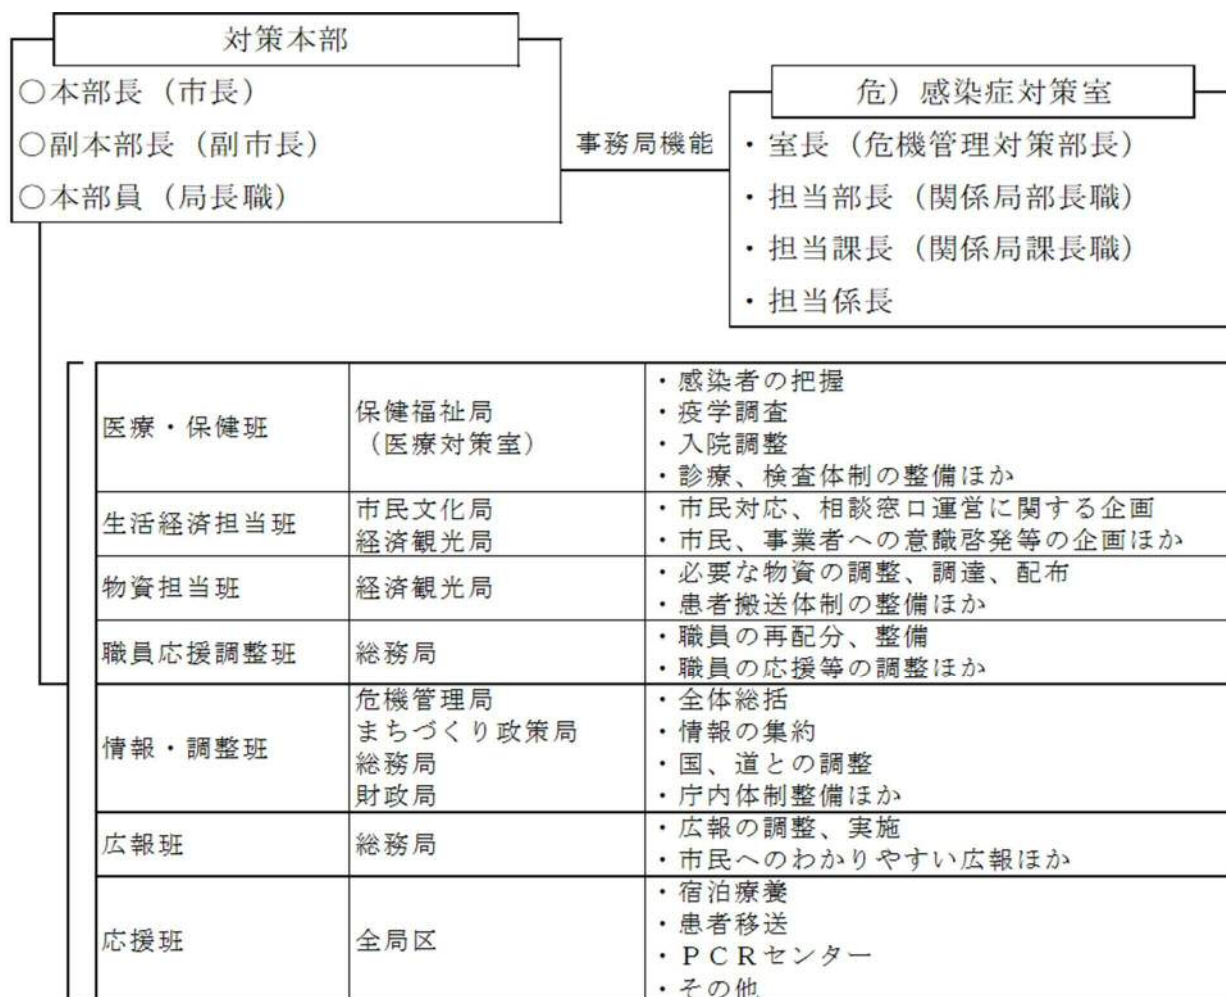 対策本部
○本部長（市長）
○副本部長（副市長）
○本部員（局長職）
事務局機能
危）感染症対策室
・室長（危機管理対策部長）
・担当部長（関係局部長職）
・担当課長（関係局課長職）
・担当係長
医療・保健班
保健福祉局
（医療対策室）
・感染者の把握
・疫学調査
・入院調整
・診療、検査体制の整備ほか
生活経済担当班
市民文化局
経済観光局
・市民対応、相談窓口運営に関する企画
・市民、事業者への意識啓発等の企画ほか
物資担当班
経済観光局
・必要な物資の調整、調達、配布
・患者搬送体制の整備ほか
職員応援調整班
総務局
・職員の再配分、整備
・職員の応援等の調整ほか
情報・調整班
危機管理局
まちづくり政策局
総務局
財政局
・全体総括
・情報の集約
・国、道との調整
・庁内体制整備ほか
広報班
総務局
・広報の調整、実施
・市民へのわかりやすい広報ほか
応援班
全局区
・宿泊療養
・患者移送
・ＰＣＲセンター
・その他